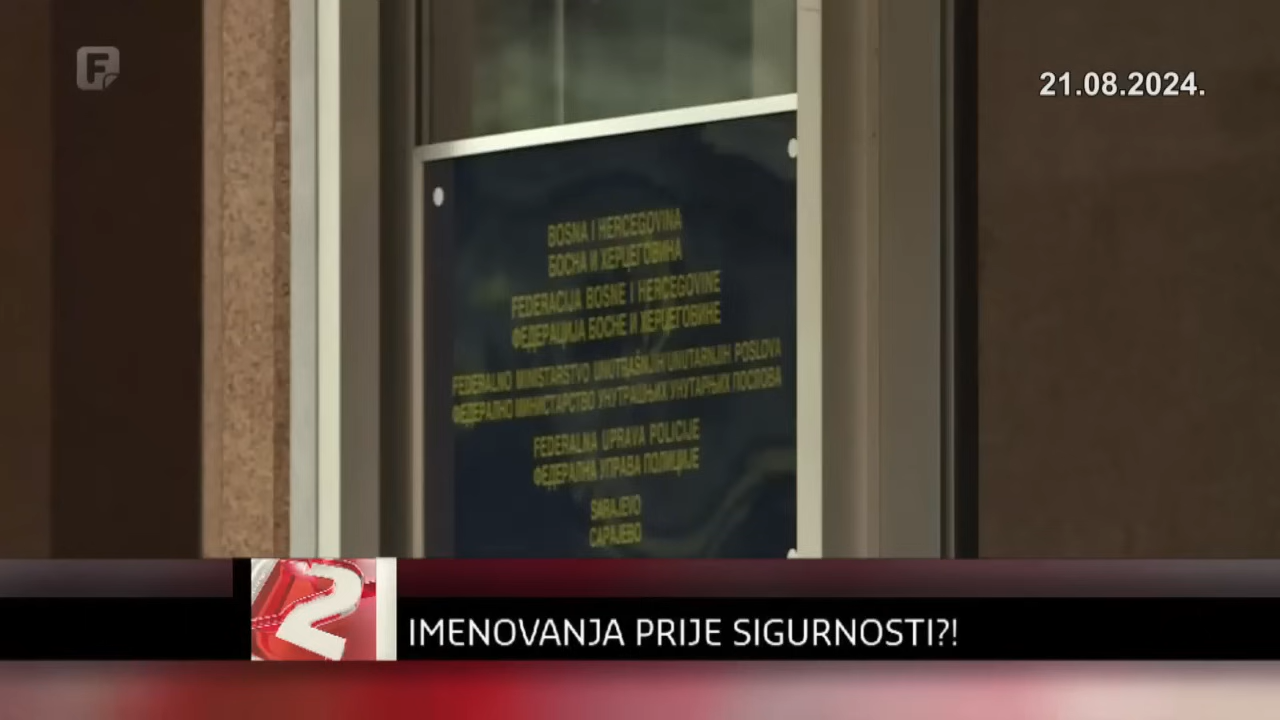 F
21.08.2024.
BOSNA I HERCEGOVINA
БОСНА И ХЕРЦЕГОВИНА
FEDERACIJA BOSNE I HERCEGOVINE
ФЕДЕРАЦИЈА БОСНЕ И ХЕРЦЕГОВИНЕ
FEDERALNO MINISTARSTVO UNUTRAŠNJIH UNUTARNJIH POSLOVA
ФЕДЕРАЛНО МИНИСТАРСТВО УНУТРАШЊИХ УНУТАРЊИХ ПОСЛОВА
FEDERALNA UPRAVA POLICIJE
ФЕДЕРАЛНА УПРАВА ПОЛИЦИЈЕ
SARAJEVO
САРАЈЕВО
2 IMENOVANJA PRIJE SIGURNOSTI?!